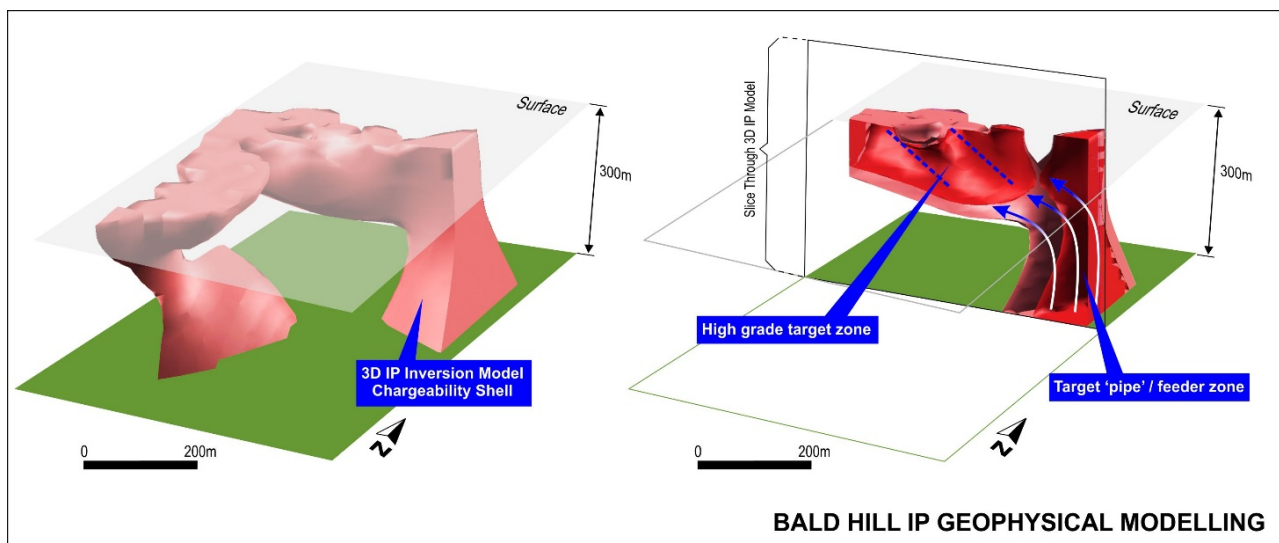 Surface
300m
3D IP Inversion Model
Chargeability Shell
0
200m
N
Slice Through 3D IP Model
Surface
300m
High grade target zone
Target ‘pipe’ / feeder zone
0
200m
N
BALD HILL IP GEOPHYSICAL MODELLING